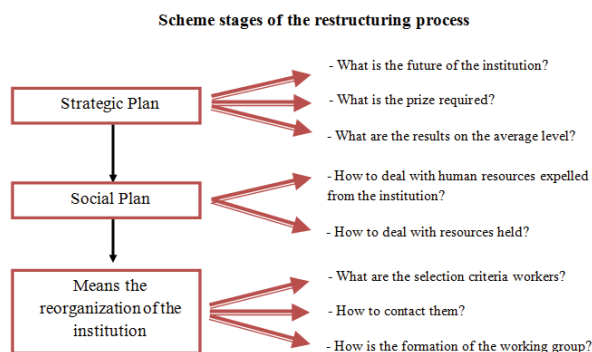 Scheme stages of the restructuring process
Strategic Plan
- What is the future of the institution?
- What is the prize required?
- What are the results on the average level?
Social Plan
- How to deal with human resources expelled
from the institution?
- How to deal with resources held?
Means the
reorganization of the
institution
- What are the selection criteria workers?
- How to contact them?
- How is the formation of the working group?